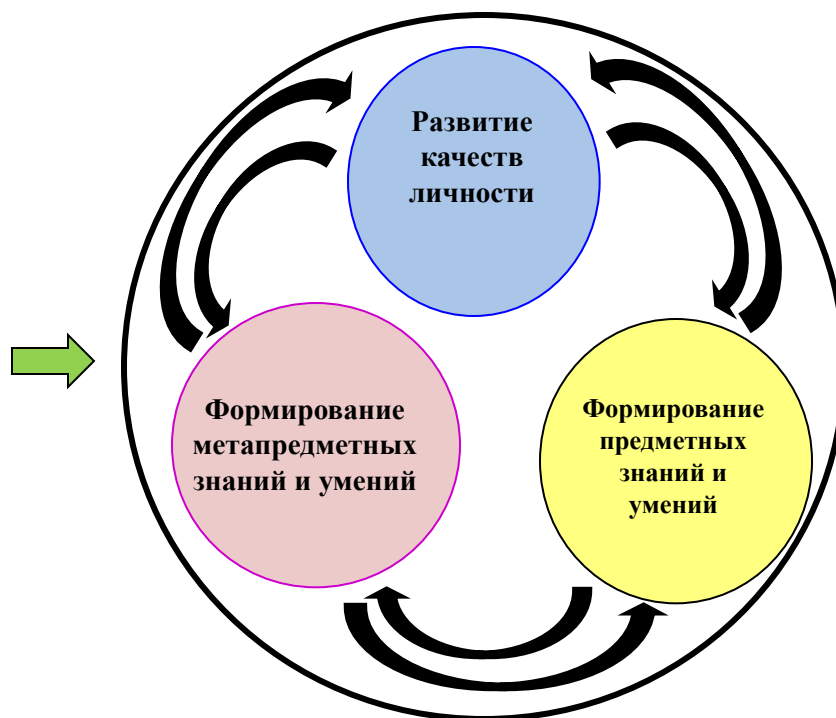 Развитие
качеств
личности
Формирование
метапредметных
знаний и умений
Формирование
предметных
знаний и
умений